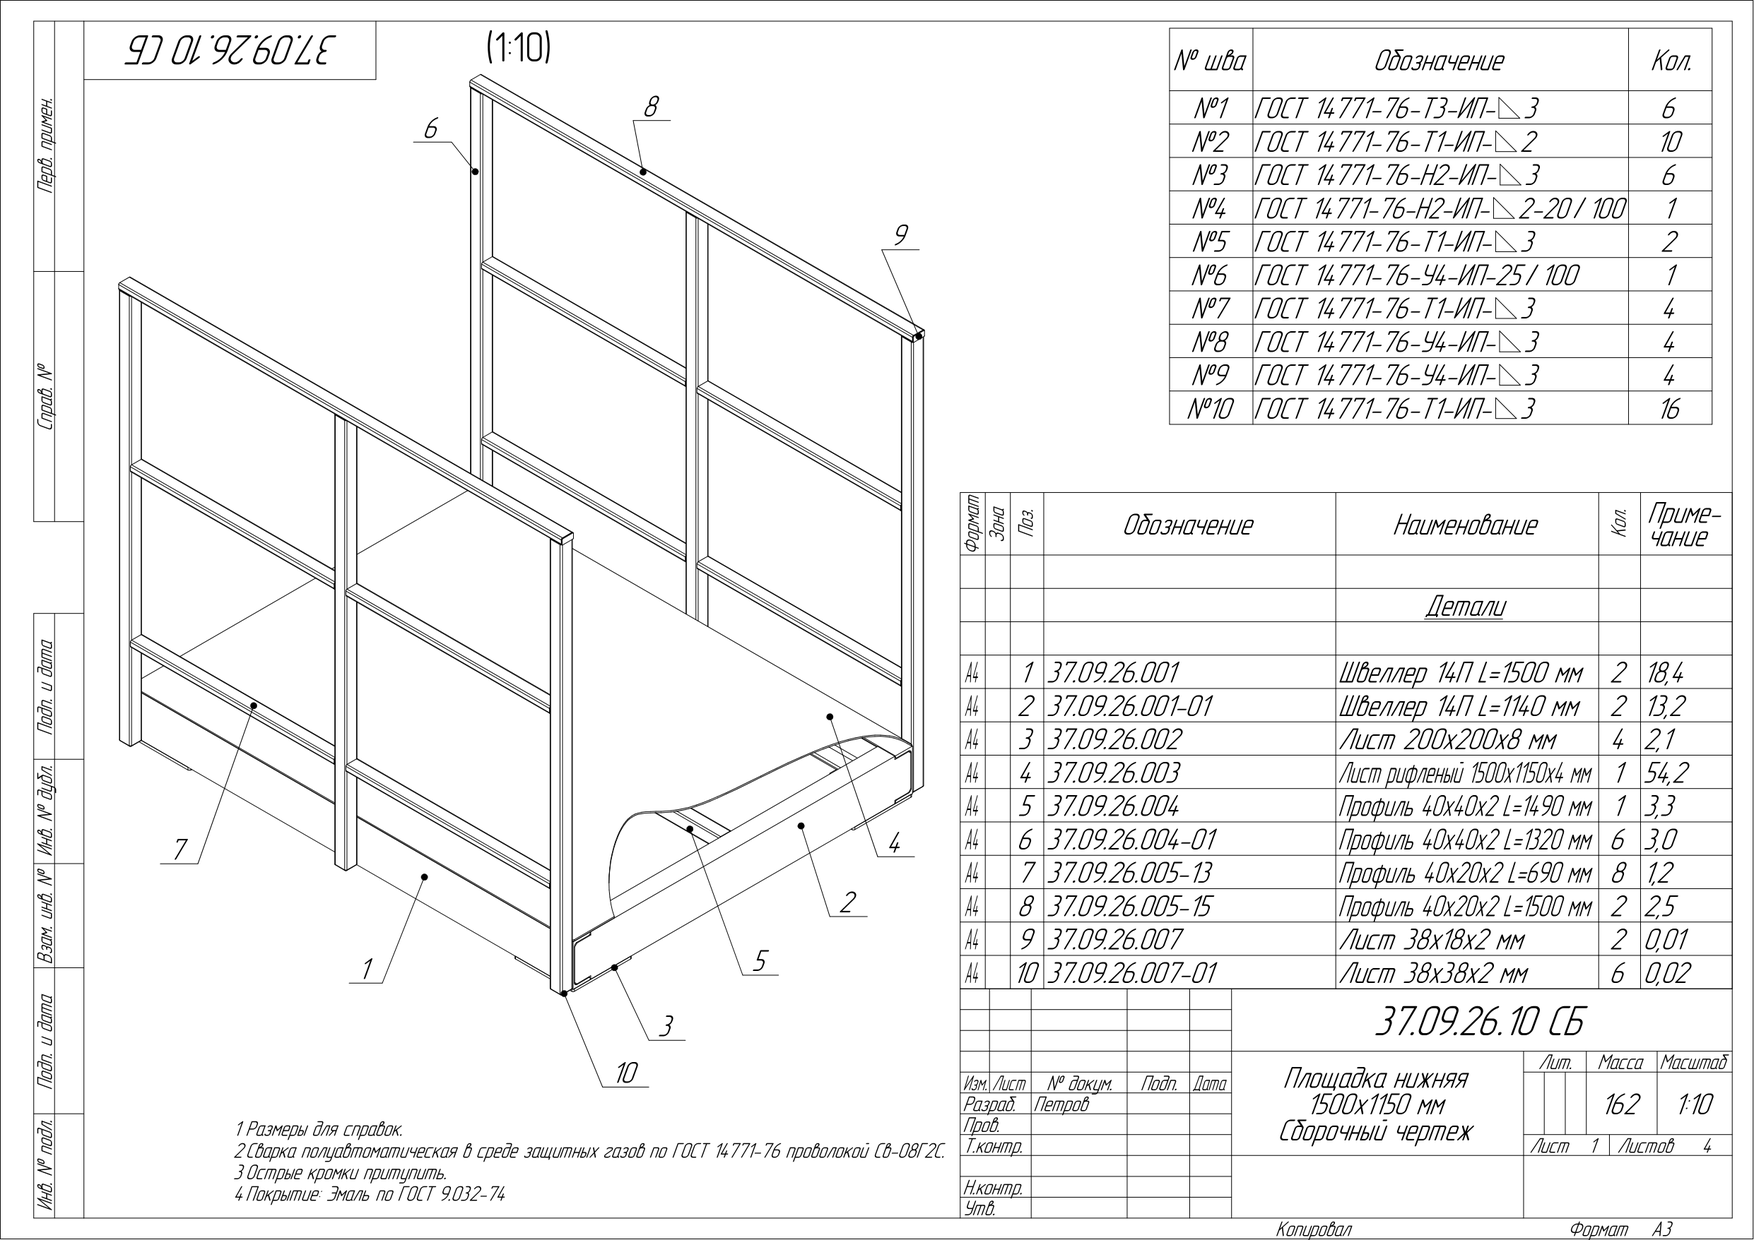 37.09.26.10 СБ
(1:10)
6
8
9
7
1
4
2
5
3
10
№ шва Обозначение Кол.
№1 ГОСТ 14771-76-Т3-ИП-◺3 6
№2 ГОСТ 14771-76-Т1-ИП-◺2 10
№3 ГОСТ 14771-76-Н2-ИП-◺3 6
№4 ГОСТ 14771-76-Н2-ИП-◺2-20/100 1
№5 ГОСТ 14771-76-Т1-ИП-◺3 2
№6 ГОСТ 14771-76-У4-ИП-25/100 1
№7 ГОСТ 14771-76-Т1-ИП-◺3 4
№8 ГОСТ 14771-76-У4-ИП-◺3 4
№9 ГОСТ 14771-76-У4-ИП-◺3 4
№10 ГОСТ 14771-76-Т1-ИП-◺3 16
Формат Зона Поз. Обозначение Наименование Кол. Приме-
чание
Детали
А4 1 37.09.26.001 Швеллер 14П L=1500 мм 2 18,4
А4 2 37.09.26.001-01 Швеллер 14П L=1140 мм 2 13,2
А4 3 37.09.26.002 Лист 200х200х8 мм 4 2,1
А4 4 37.09.26.003 Лист рифленый 1500х1150х4 мм 1 54,2
А4 5 37.09.26.004 Профиль 40х40х2 L=1490 мм 1 3,3
А4 6 37.09.26.004-01 Профиль 40х40х2 L=1320 мм 6 3,0
А4 7 37.09.26.005-13 Профиль 40х20х2 L=690 мм 8 1,2
А4 8 37.09.26.005-15 Профиль 40х20х2 L=1500 мм 2 2,5
А4 9 37.09.26.007 Лист 38х18х2 мм 2 0,01
А4 10 37.09.26.007-01 Лист 38х38х2 мм 6 0,02
37.09.26.10 СБ
Изм. Лист № докум. Подп. Дата
Разраб. Петров
Пров.
Т.контр.
Н.контр.
Утв.
Площадка нижняя
1500х1150 мм
Сборочный чертеж
Лит. Масса Масштаб
162 1:10
Лист 1 Листов 4
Копировал Формат А3
1 Размеры для справок.
2 Сварка полуавтоматическая в среде защитных газов по ГОСТ 14771-76 проволокой Св-08Г2С.
3 Острые кромки притупить.
4 Покрытие: Эмаль по ГОСТ 9.032-74
Перв. примен.
Справ. №
Подп. и дата
Инв. № дубл.
Взам. инв. №
Подп. и дата
Инв. № подл.